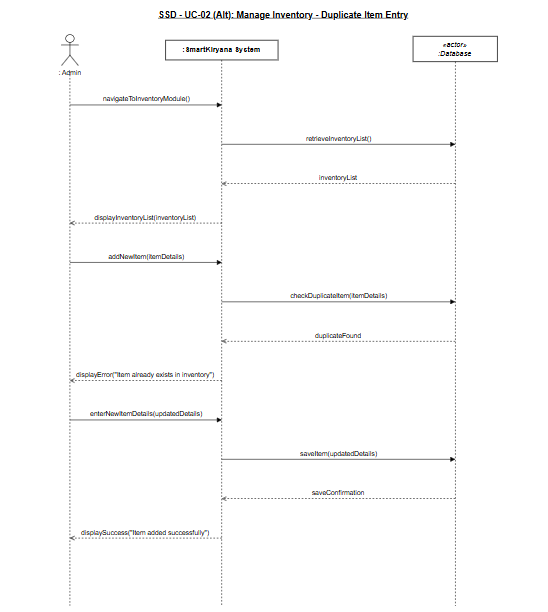 SSD - UC-02 (Alt): Manage Inventory - Duplicate Item Entry
: Admin
: SmartKiryana System
«actor»
:Database
navigateToInventoryModule()
retrieveInventoryList()
inventoryList
displayInventoryList(inventoryList)
addNewItem(itemDetails)
checkDuplicateItem(itemDetails)
duplicateFound
displayError("Item already exists in inventory")
enterNewItemDetails(updatedDetails)
saveItem(updatedDetails)
saveConfirmation
displaySuccess("Item added successfully")